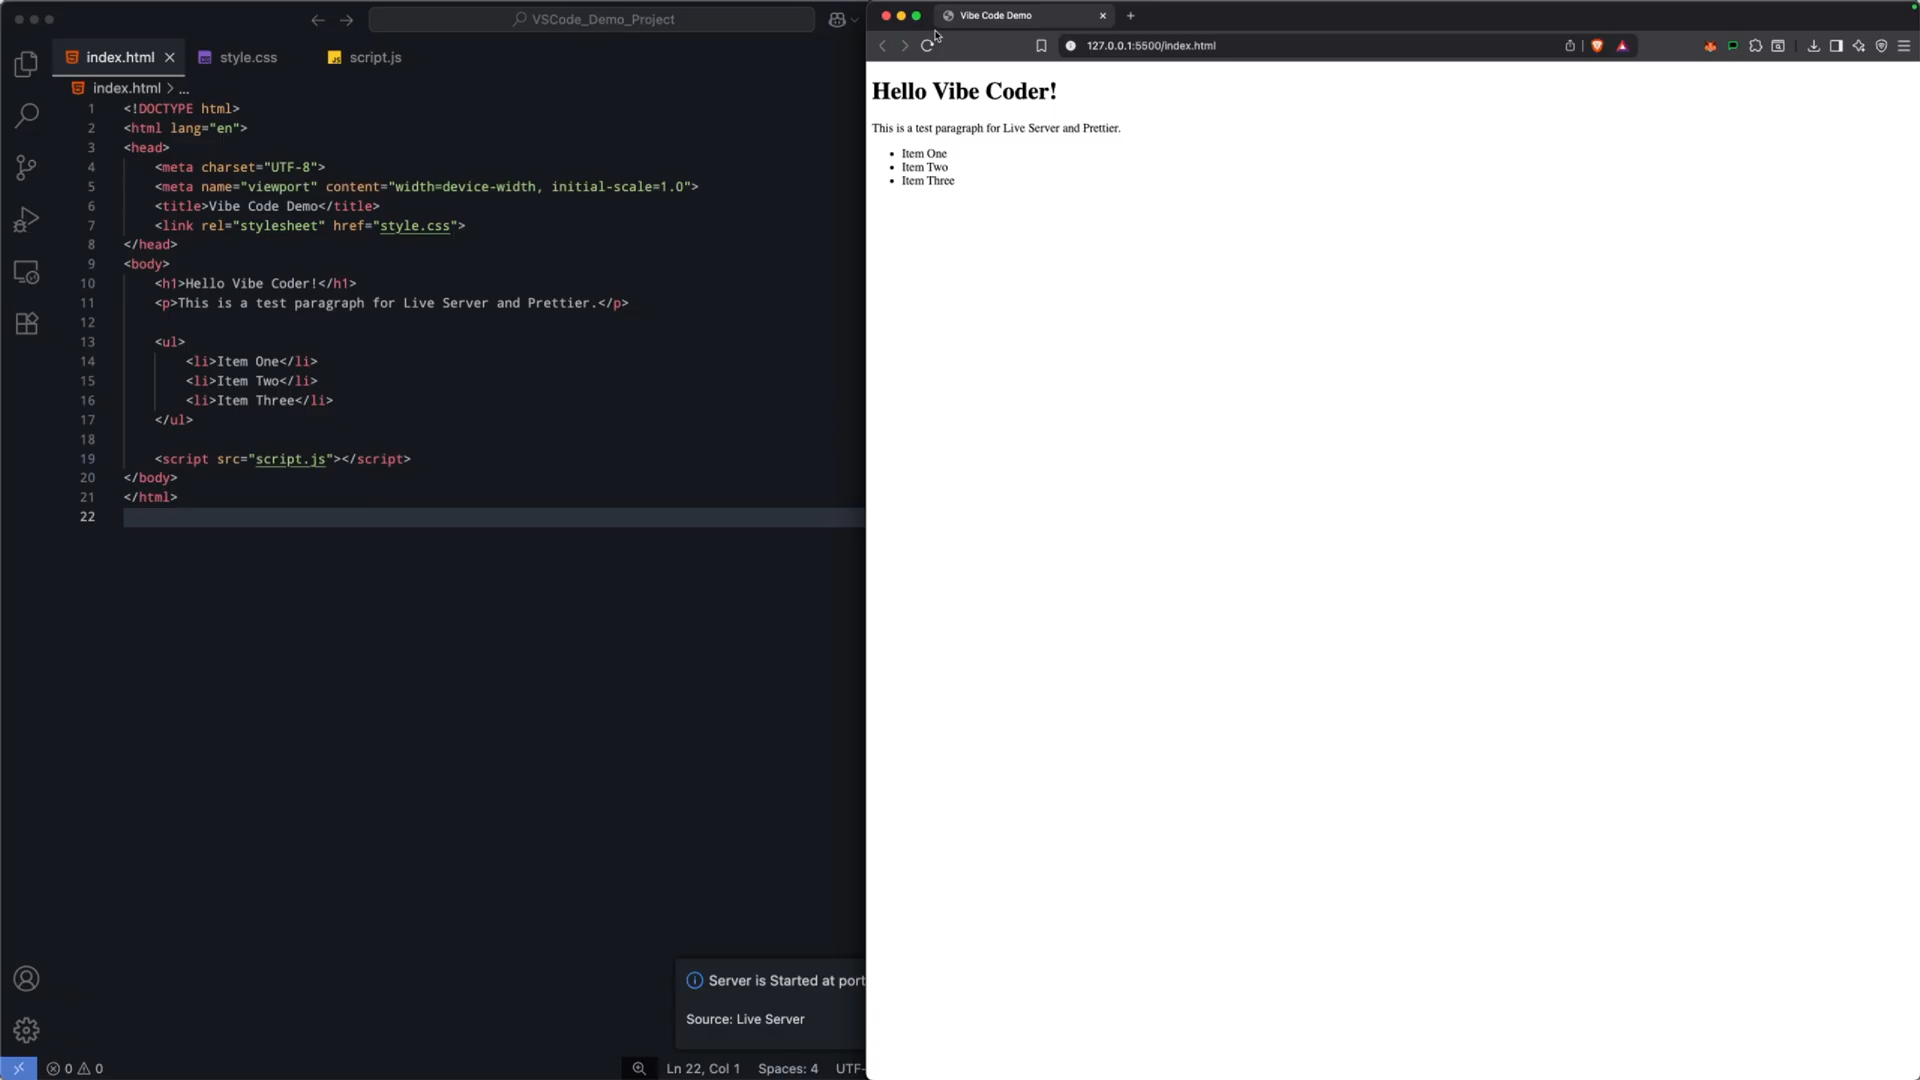 VSCode_Demo_Project
index.html
style.css
script.js
index.html > ...
1 <!DOCTYPE html>
2 <html lang="en">
3 <head>
4 <meta charset="UTF-8">
5 <meta name="viewport" content="width=device-width, initial-scale=1.0">
6 <title>Vibe Code Demo</title>
7 <link rel="stylesheet" href="style.css">
8 </head>
9 <body>
10 <h1>Hello Vibe Coder!</h1>
11 <p>This is a test paragraph for Live Server and Prettier.</p>
12
13 <ul>
14 <li>Item One</li>
15 <li>Item Two</li>
16 <li>Item Three</li>
17 </ul>
18
19 <script src="script.js"></script>
20 </body>
21 </html>
22
Server is Started at port
Source: Live Server
0 0
Ln 22, Col 1 Spaces: 4 UTF-
Vibe Code Demo
127.0.0.1:5500/index.html
Hello Vibe Coder!
This is a test paragraph for Live Server and Prettier.
• Item One
• Item Two
• Item Three